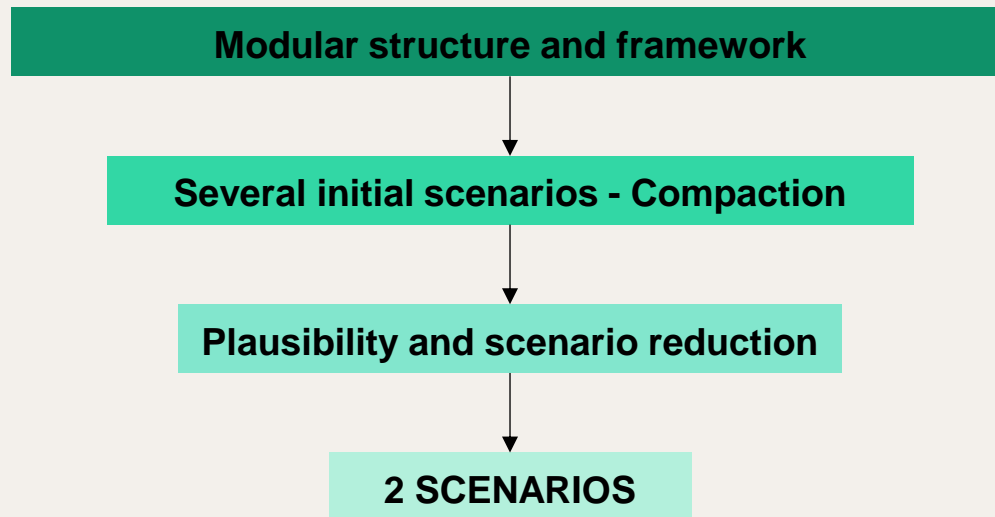 Modular structure and framework
Several initial scenarios - Compaction
Plausibility and scenario reduction
2 SCENARIOS